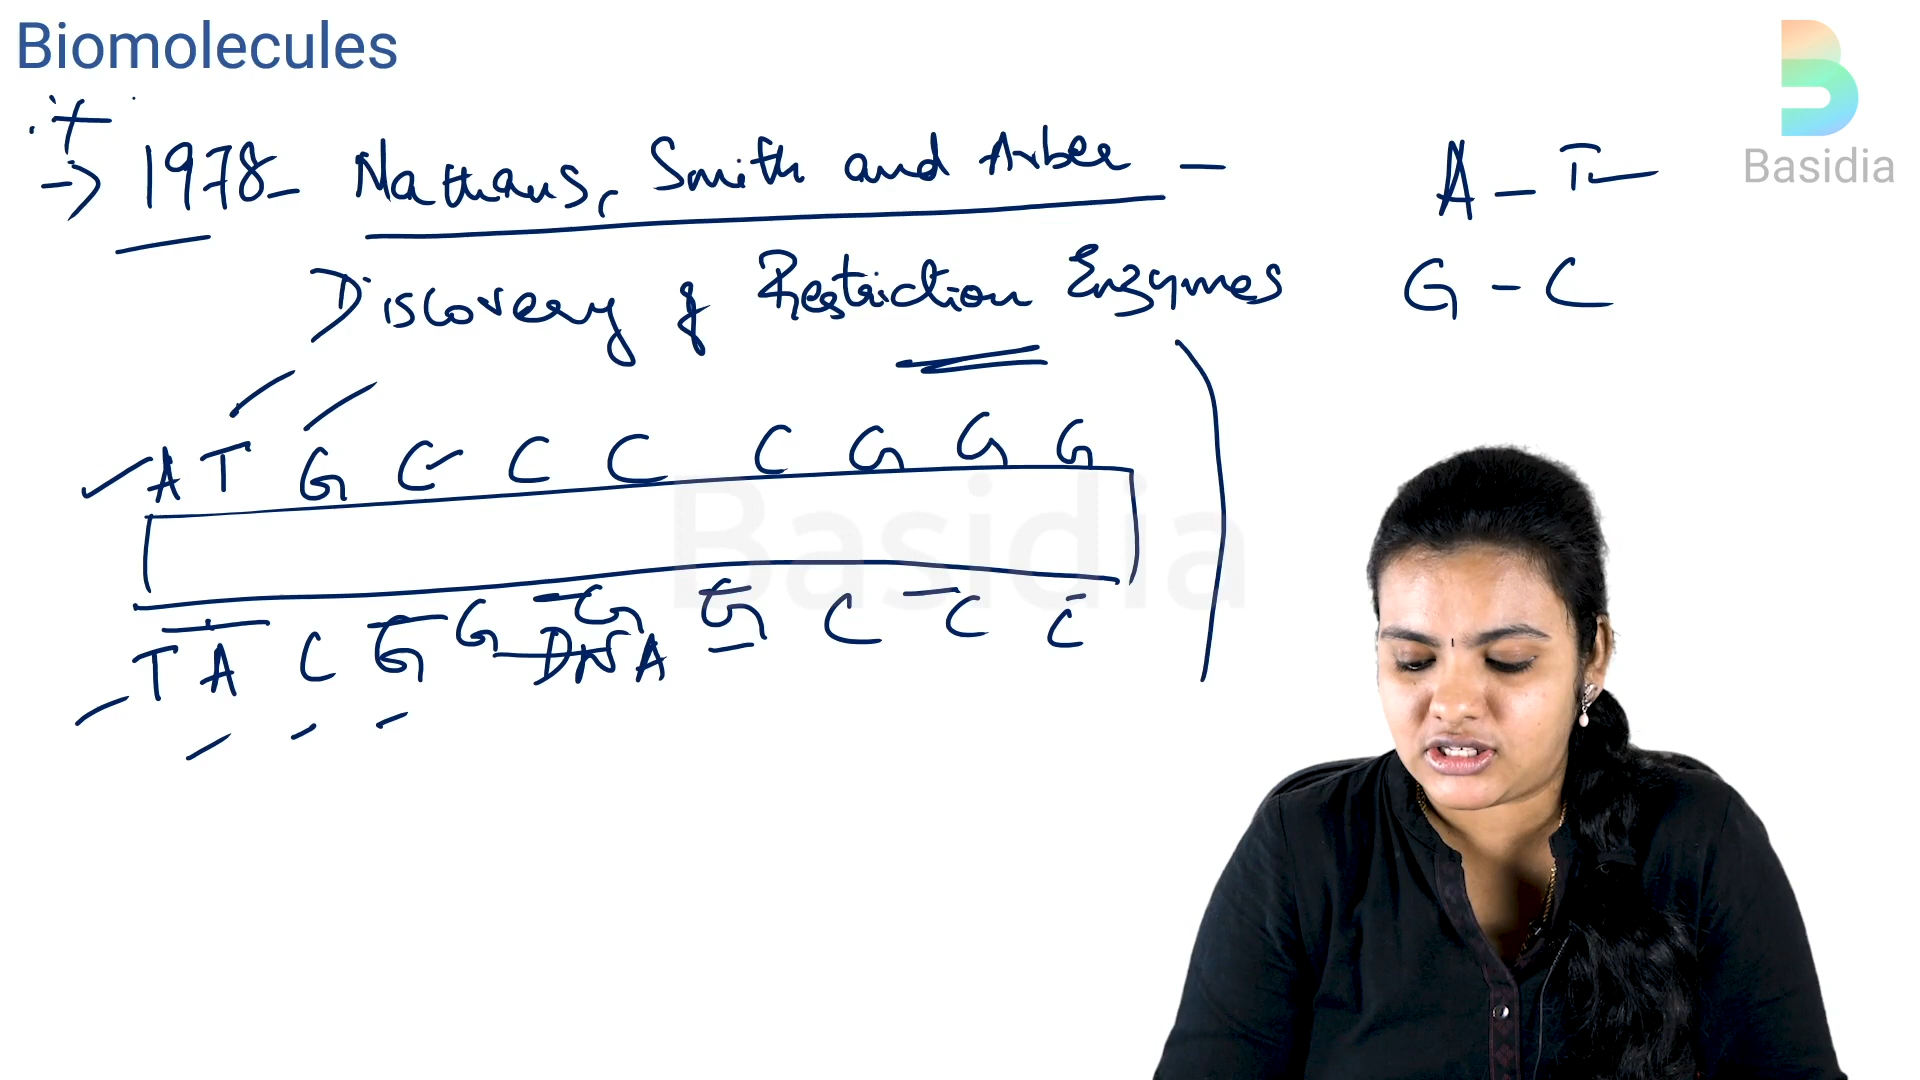 Biomolecules
Basidia
→ 1978 - Nathans, Smith and Arber -
Discovery of Restriction Enzymes
A - T
G - C
A T G C C C C G G G
Basidia
T A C G G G G C C C
DNA